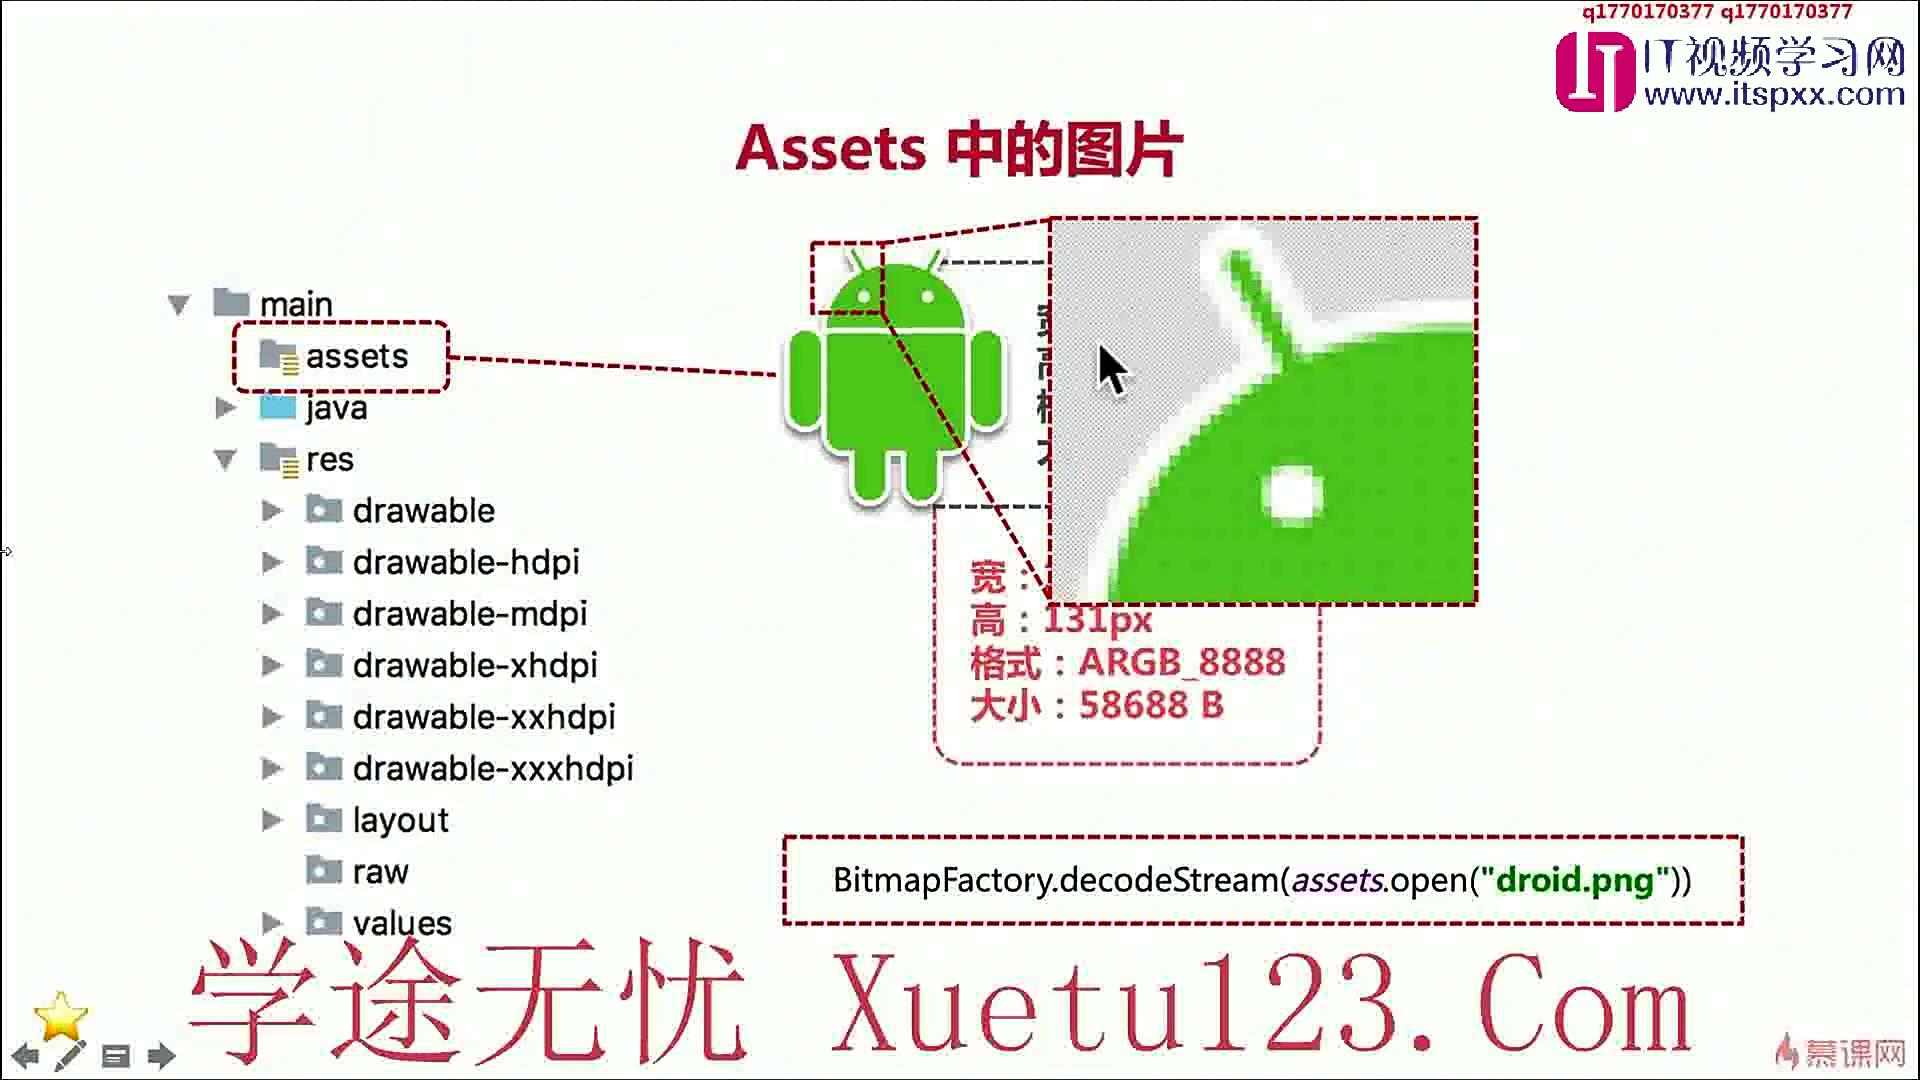 q1770170377 q1770170377
IT视频学习网
www.itspxx.com
Assets 中的图片
main
assets
java
res
drawable
drawable-hdpi
drawable-mdpi
drawable-xhdpi
drawable-xxhdpi
drawable-xxxhdpi
layout
raw
values
宽：
高：131px
格式：ARGB_8888
大小：58688 B
BitmapFactory.decodeStream(assets.open("droid.png"))
学途无忧 Xuetu123.Com
慕课网